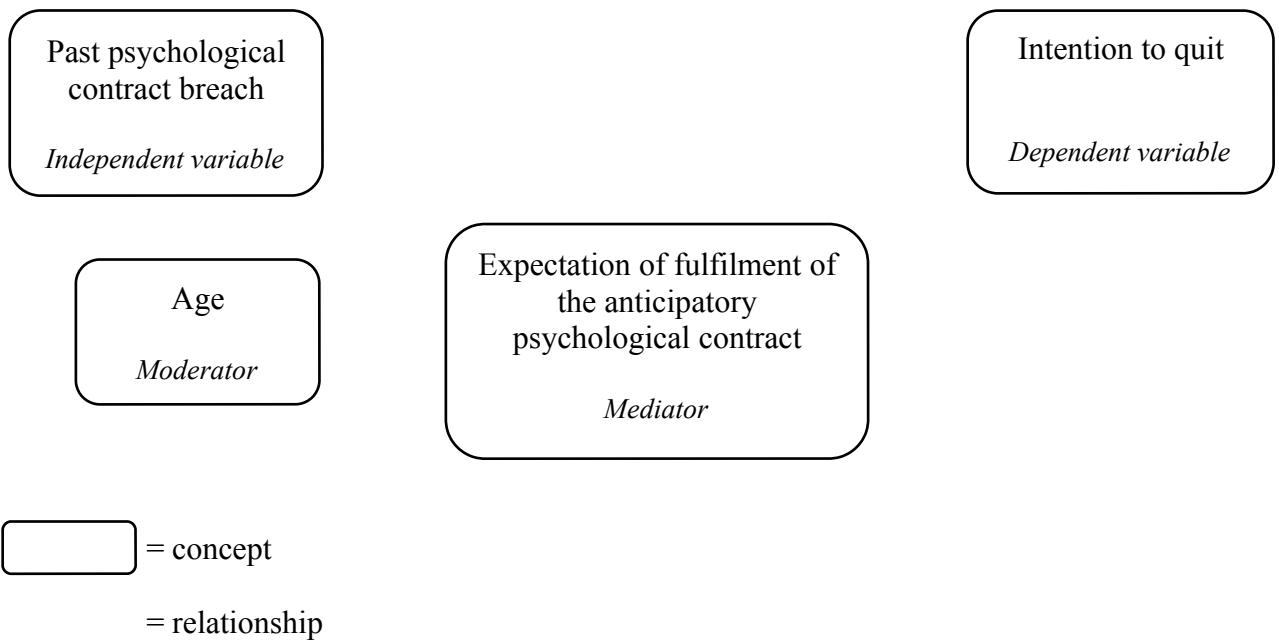 Past psychological
contract breach
Independent variable
Intention to quit
Dependent variable
Age
Moderator
Expectation of fulfilment of
the anticipatory
psychological contract
Mediator
= concept
= relationship